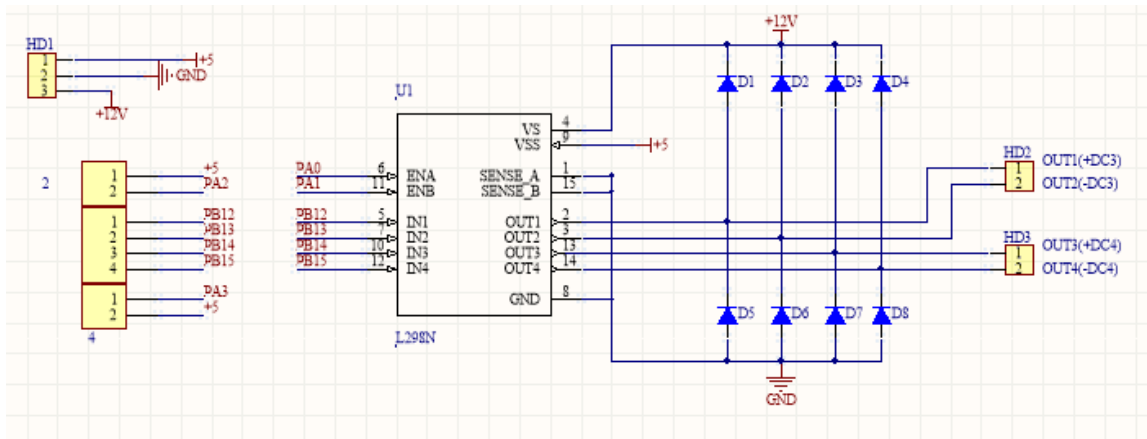 HD1
1 +5
2 GND
3
+12V
2
1 +5
2 PA2
1 PB12
2 PB13
3 PB14
4 PB15
1 PA3
2 +5
4
U1
PA0 6 ENA
PA1 11 ENB
PB12 5 IN1
PB13 7 IN2
PB14 10 IN3
PB15 12 IN4
VS 4
VSS 9 +5
SENSE_A 1
SENSE_B 15
OUT1 2
OUT2 3
OUT3 13
OUT4 14
GND 8
L298N
+12V
D1 D2 D3 D4
D5 D6 D7 D8
GND
HD2
1 OUT1(+DC3)
2 OUT2(-DC3)
HD3
1 OUT3(+DC4)
2 OUT4(-DC4)